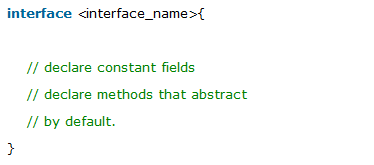 interface <interface_name>{
// declare constant fields
// declare methods that abstract
// by default.
}